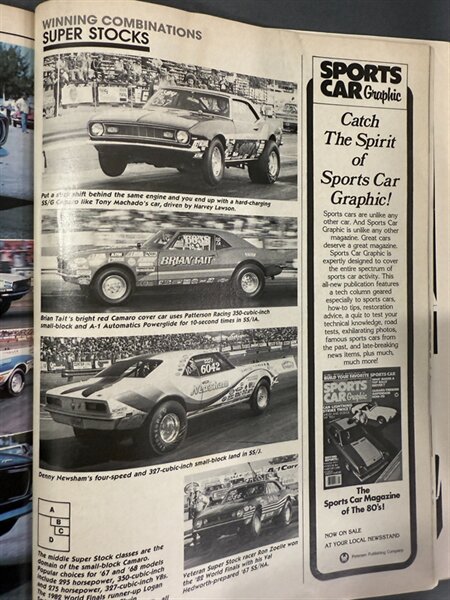 WINNING COMBINATIONS
SUPER STOCKS
Put a stick shift behind the same engine and you end up with a hard-charging
SS/G Camaro like Tony Machado's car, driven by Harvey Lawson.
BRIAN TAIT
Brian Tait's bright red Camaro cover car uses Patterson Racing 350-cubic-inch
small-block and A-1 Automatics Powerglide for 10-second times in SS/IA.
6042
Newsham
Denny Newsham's four-speed and 327-cubic-inch small-block land in SS/J.
A
B
C
D
The middle Super Stock classes are the
domain of small-block Camaro.
Popular choices for '67 and '68 models
include 295 horsepower, 350-cubic-inch
and 275 horsepower, 327-cubic-inch V8s.
The 1982 World Finals runner-up Logan
Veteran Super Stock racer Ron Zoelle won
the '82 World Finals with his Val
Hedworth-prepared '67 SS/HA.
SPORTS
CAR Graphic
Catch
The Spirit
of
Sports Car
Graphic!
Sports cars are unlike any
other car. And Sports Car
Graphic is unlike any
other magazine. Great cars
deserve a great magazine.
Sports Car Graphic is
expertly designed to cover
the entire spectrum of
sports car activity. This
all-new publication features
a tech column geared
especially to sports cars,
how-to tips, restoration
advice, a quiz to test your
technical knowledge, road
tests, exhilarating photos,
famous sports cars from
the past, and late-breaking
news items, plus much,
much more!
BUILD YOUR FAVORITE SPORTS CAR
SPORTS
CAR Graphic
The
Sports Car Magazine
of The 80's!
NOW ON SALE
AT YOUR LOCAL NEWSSTAND
Petersen Publishing Company